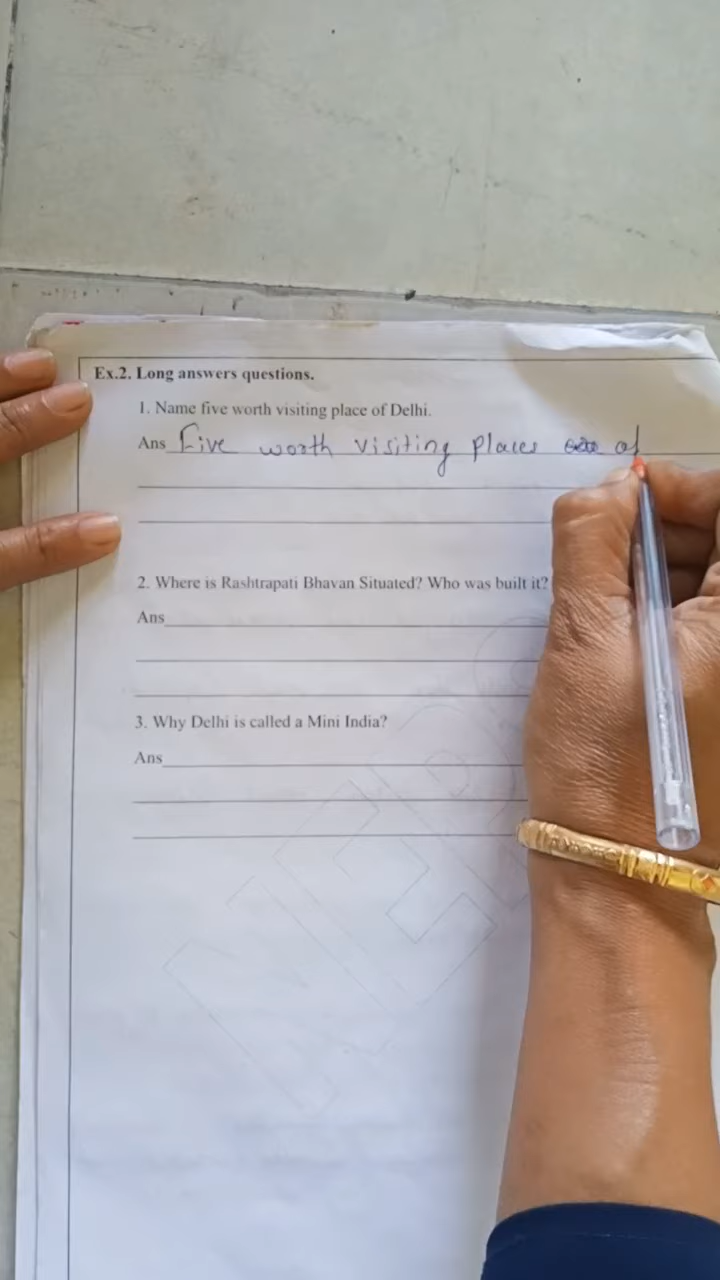 Ex.2. Long answers questions.
1. Name five worth visiting place of Delhi.
Ans Five worth visiting places of
2. Where is Rashtrapati Bhavan Situated? Who was built it?
Ans
3. Why Delhi is called a Mini India?
Ans